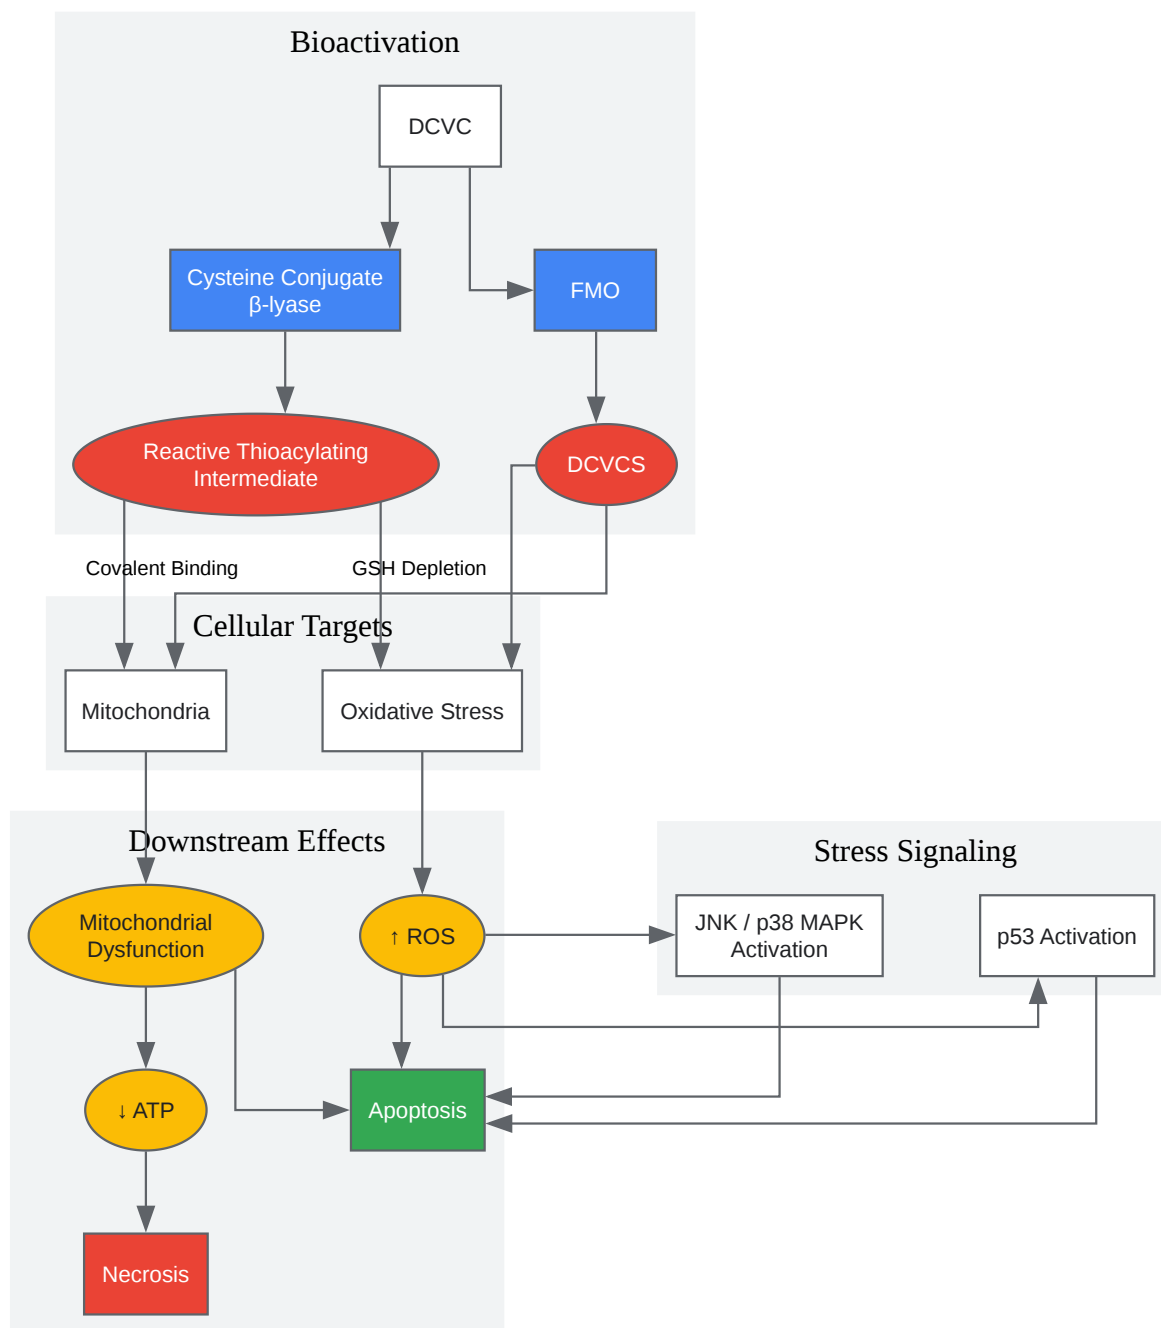 Bioactivation
DCVC
Cysteine Conjugate
β-lyase
FMO
Reactive Thioacylating
Intermediate
DCVCS
Covalent Binding
GSH Depletion
Cellular Targets
Mitochondria
Oxidative Stress
Downstream Effects
Stress Signaling
Mitochondrial
Dysfunction
↑ ROS
JNK / p38 MAPK
Activation
p53 Activation
↓ ATP
Apoptosis
Necrosis